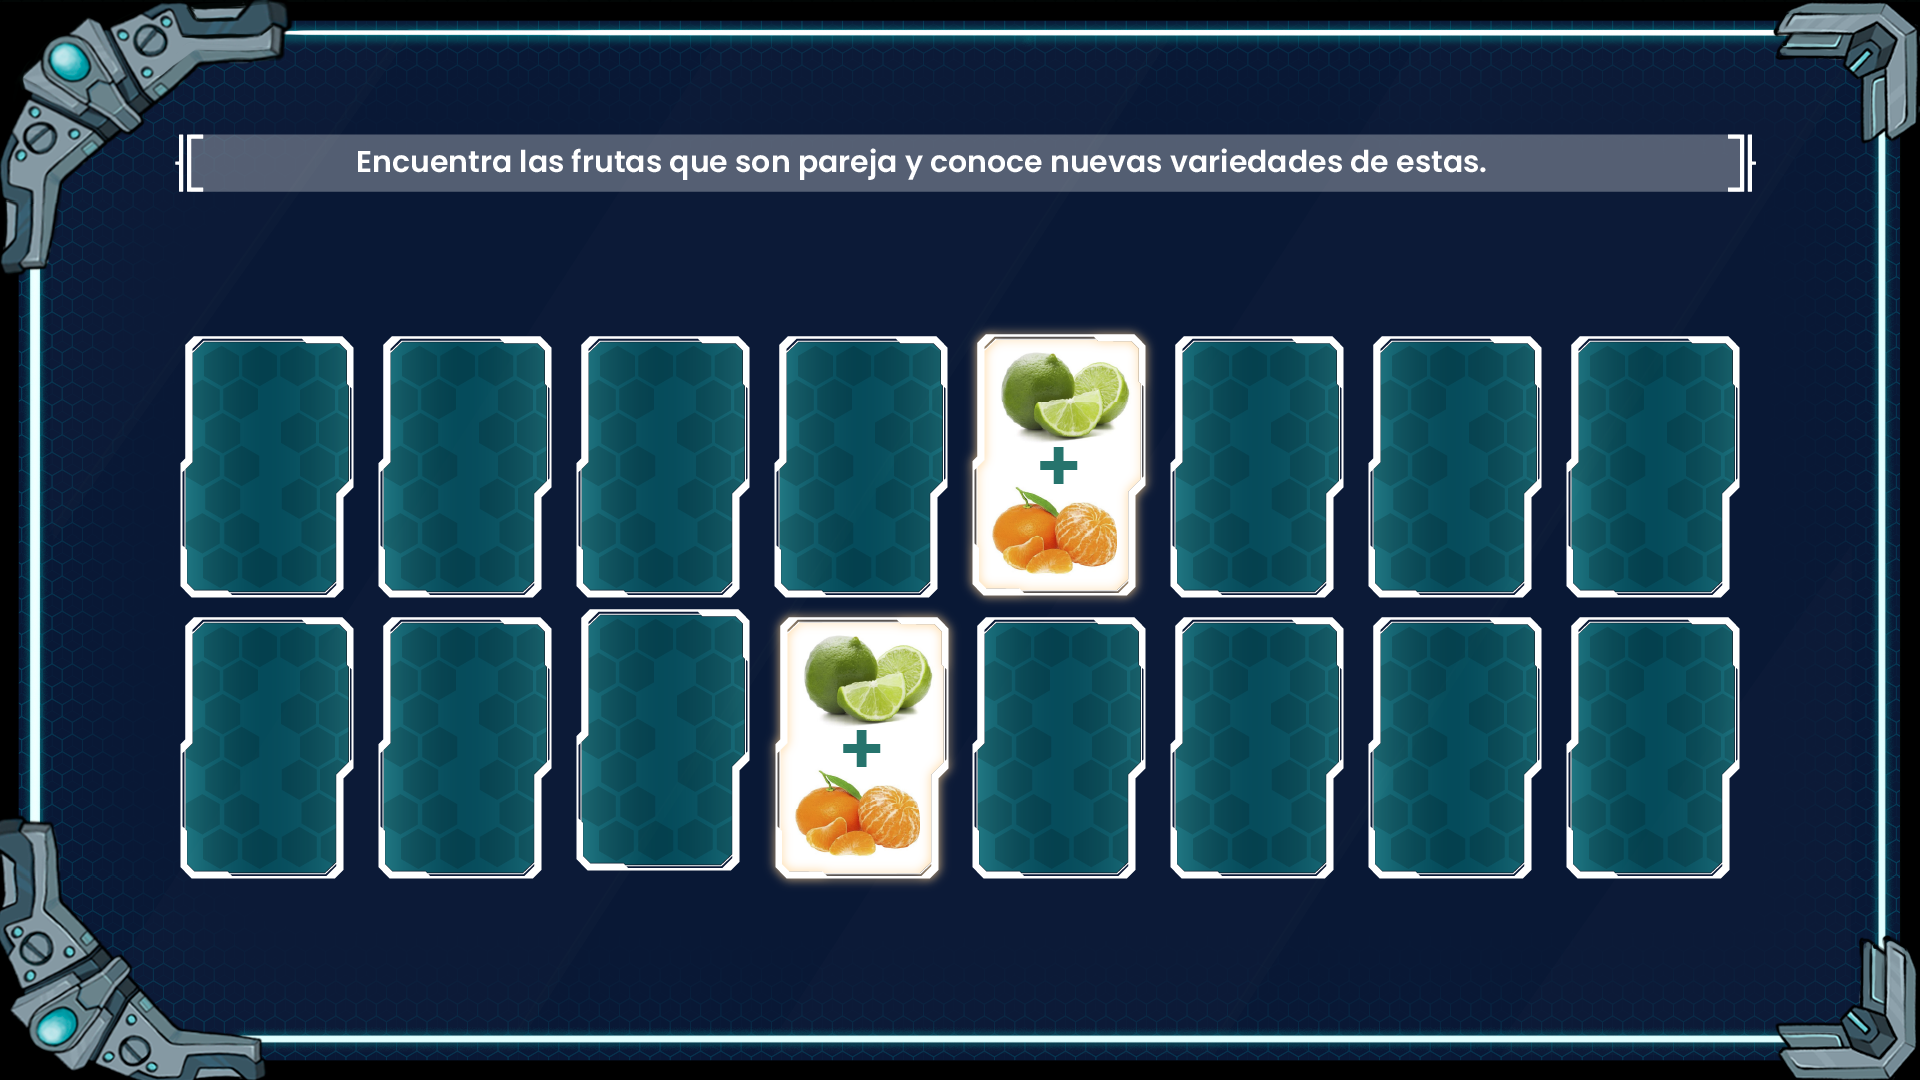 Encuentra las frutas que son pareja y conoce nuevas variedades de estas.
+
+